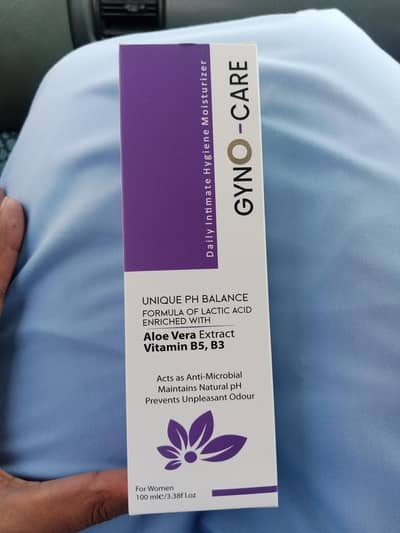 GYNO-CARE
Daily Intimate Hygiene Moisturizer
UNIQUE PH BALANCE
FORMULA OF LACTIC ACID
ENRICHED WITH
Aloe Vera Extract
Vitamin B5, B3
Acts as Anti-Microbial
Maintains Natural pH
Prevents Unpleasant Odour
For Women
100 ml℮/3.38f.l.oz